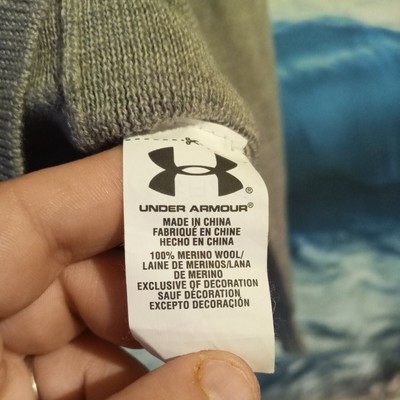 UNDER ARMOUR®
MADE IN CHINA
FABRIQUÉ EN CHINE
HECHO EN CHINA
100% MERINO WOOL/
LAINE DE MERINOS/LANA
DE MERINO
EXCLUSIVE OF DECORATION
SAUF DÉCORATION
EXCEPTO DECORACIÓN